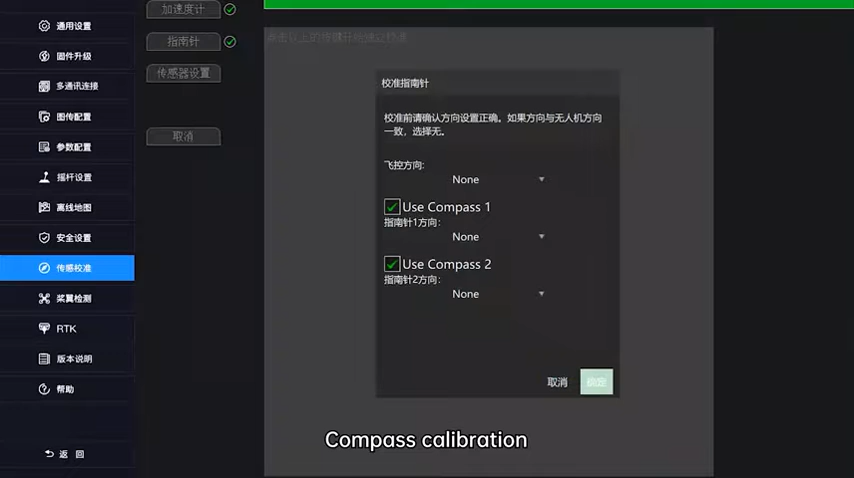 通用设置
固件升级
多通讯连接
图传配置
参数配置
摇杆设置
离线地图
安全设置
传感校准
桨翼检测
RTK
版本说明
帮助
返 回
加速度计
指南针
传感器设置
取消
校准指南针
校准前请确认方向设置正确。如果方向与无人机方向
一致，选择无。
飞控方向:
None
Use Compass 1
指南针1方向:
None
Use Compass 2
指南针2方向:
None
取消
确定
Compass calibration